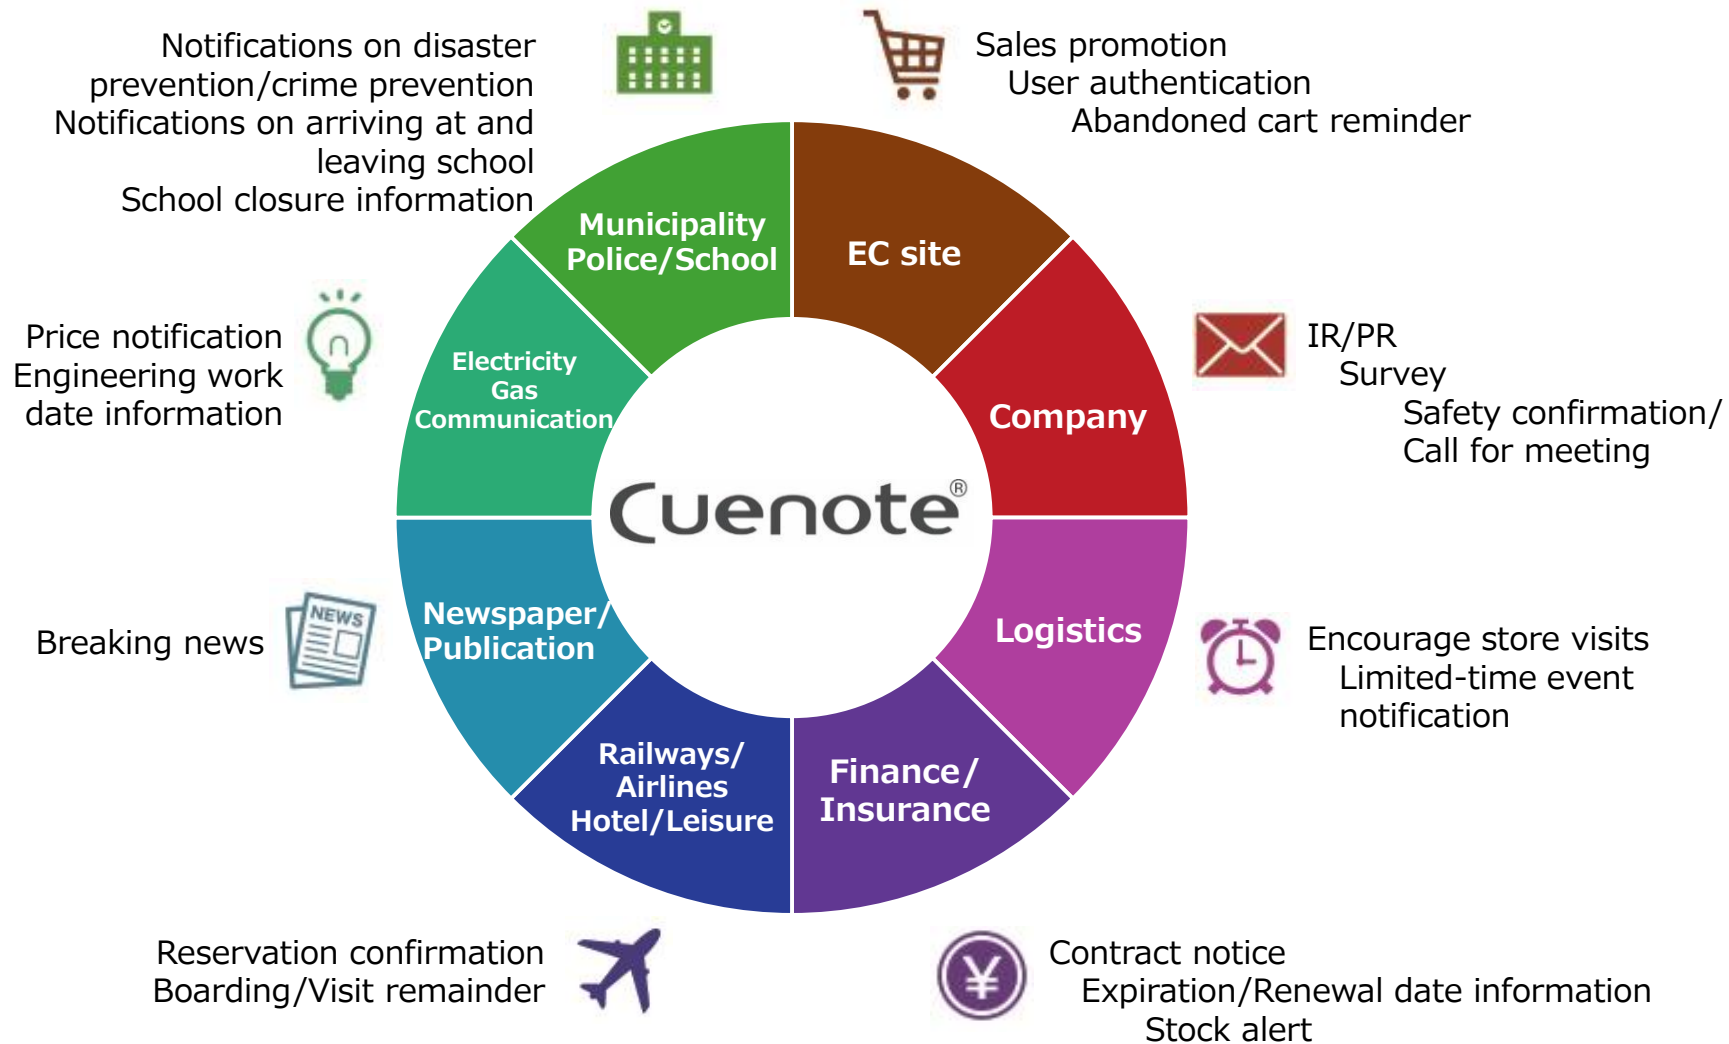 Notifications on disaster
prevention/crime prevention
Notifications on arriving at and
leaving school
School closure information
Sales promotion
User authentication
Abandoned cart reminder
Municipality
Police/School
EC site
Price notification
Engineering work
date information
Electricity
Gas
Communication
Company
IR/PR
Survey
Safety confirmation/
Call for meeting
Cuenote®
Breaking news
NEWS
Newspaper/
Publication
Logistics
Encourage store visits
Limited-time event
notification
Railways/
Airlines
Hotel/Leisure
Finance/
Insurance
Reservation confirmation
Boarding/Visit remainder
¥
Contract notice
Expiration/Renewal date information
Stock alert